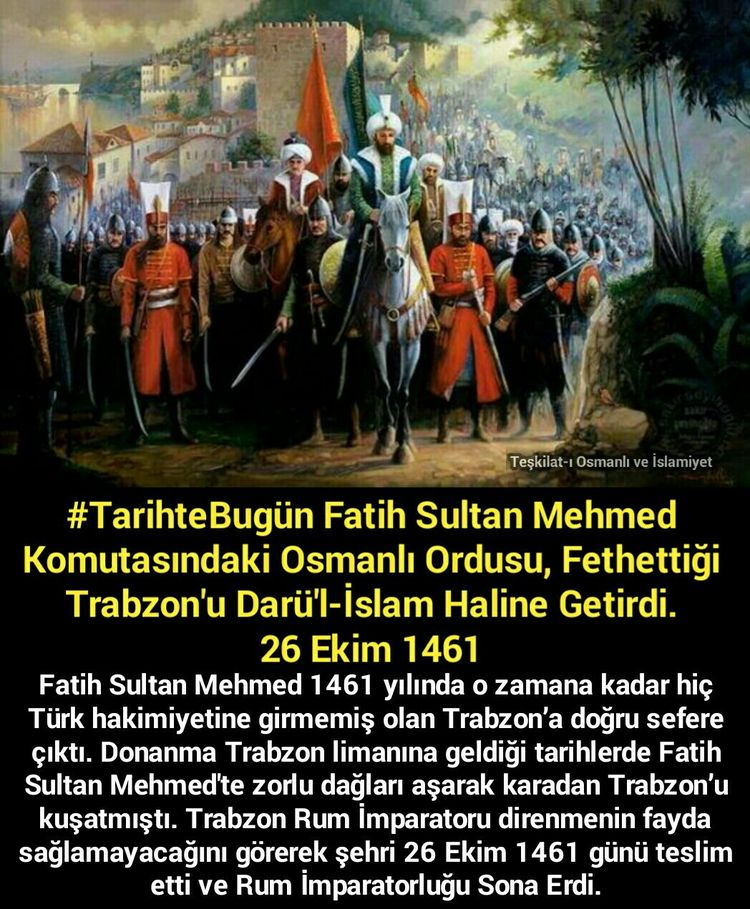 Teşkilat-ı Osmanlı ve İslamiyet
#TarihteBugün Fatih Sultan Mehmed
Komutasındaki Osmanlı Ordusu, Fethettiği
Trabzon'u Darü'l-İslam Haline Getirdi.
26 Ekim 1461
Fatih Sultan Mehmed 1461 yılında o zamana kadar hiç
Türk hakimiyetine girmemiş olan Trabzon’a doğru sefere
çıktı. Donanma Trabzon limanına geldiği tarihlerde Fatih
Sultan Mehmed'te zorlu dağları aşarak karadan Trabzon’u
kuşatmıştı. Trabzon Rum İmparatoru direnmenin fayda
sağlamayacağını görerek şehri 26 Ekim 1461 günü teslim
etti ve Rum İmparatorluğu Sona Erdi.